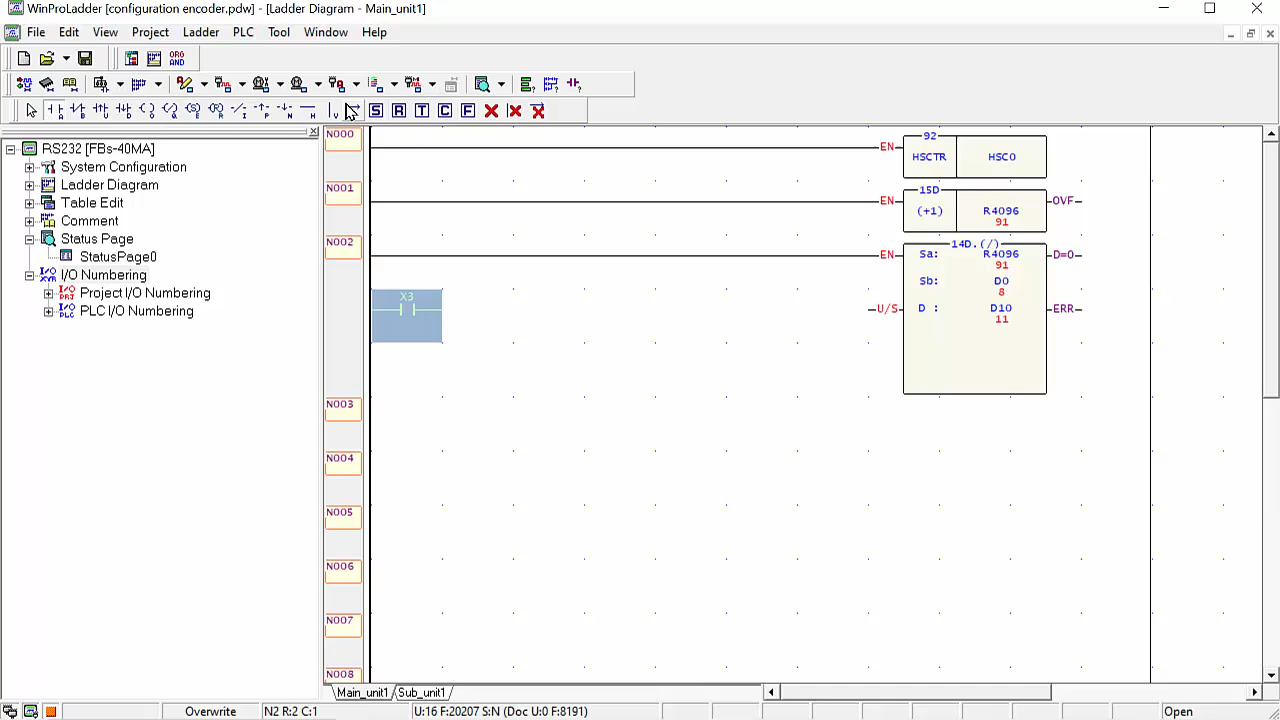 WinProLadder [configuration encoder.pdw] - [Ladder Diagram - Main_unit1]
File Edit View Project Ladder PLC Tool Window Help
ORG
AND
A B U D O Q S R I P N H V S R T C F
RS232 [FBs-40MA]
System Configuration
Ladder Diagram
Table Edit
Comment
Status Page
StatusPage0
I/O Numbering
Project I/O Numbering
PLC I/O Numbering
N000
92
EN
HSCTR HSC0
N001
15D
EN
(+1) R4096
91
OVF
N002
14D.(/)
EN
Sa: R4096
91
D=0
Sb: D0
8
X3
U/S
D : D10
11
ERR
N003
N004
N005
N006
N007
N008
Main_unit1 Sub_unit1
Overwrite N2 R:2 C:1 U:16 F:20207 S:N (Doc U:0 F:8191) Open